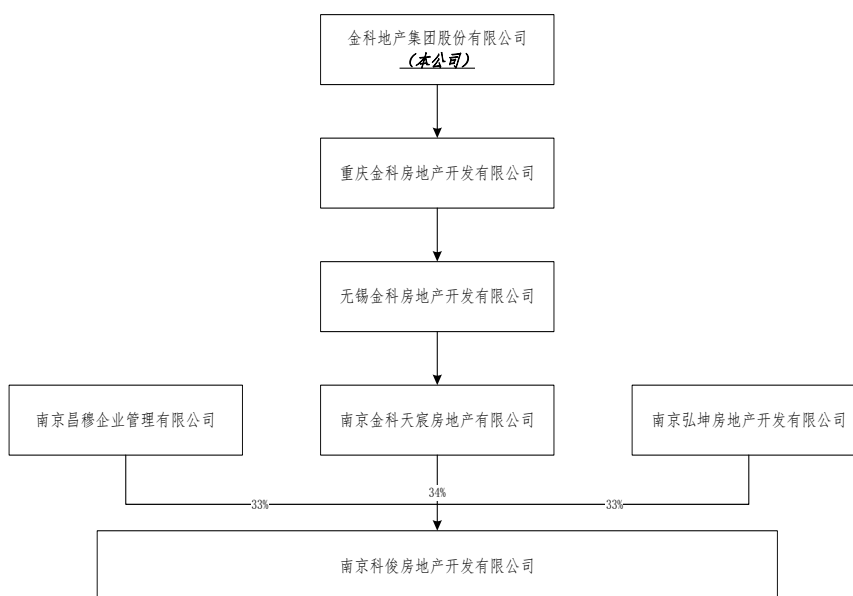 金科地产集团股份有限公司
（本公司）
重庆金科房地产开发有限公司
无锡金科房地产开发有限公司
南京昌穆企业管理有限公司
南京金科天宸房地产有限公司
南京弘坤房地产开发有限公司
33%
34%
33%
南京科俊房地产开发有限公司